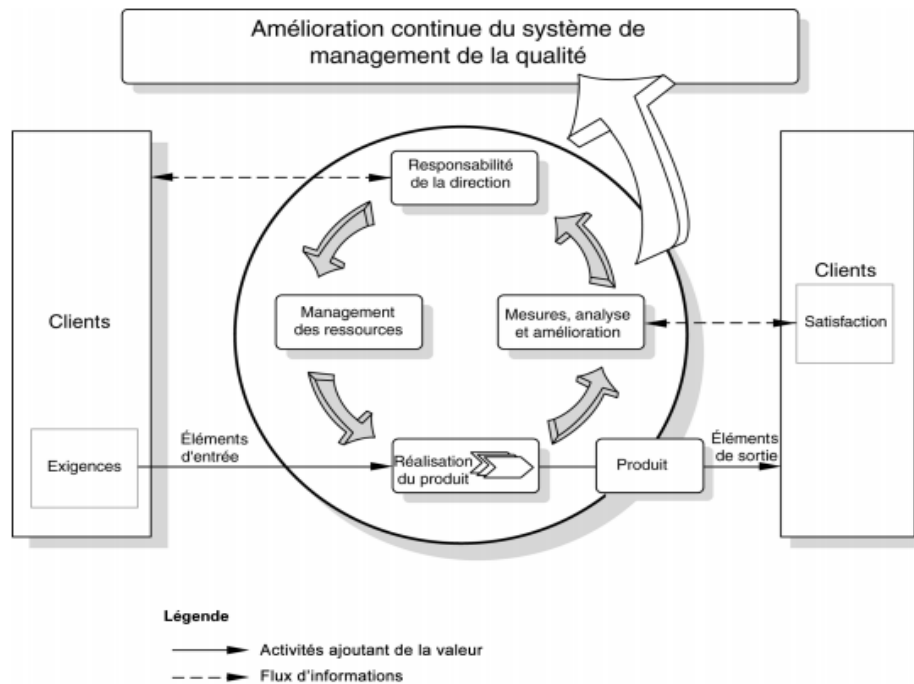 Amélioration continue du système de
management de la qualité
Responsabilité
de la direction
Clients
Management
des ressources
Mesures, analyse
et amélioration
Clients
Satisfaction
Exigences
Éléments
d'entrée
Réalisation
du produit
Produit
Éléments
de sortie
Légende
Activités ajoutant de la valeur
Flux d'informations